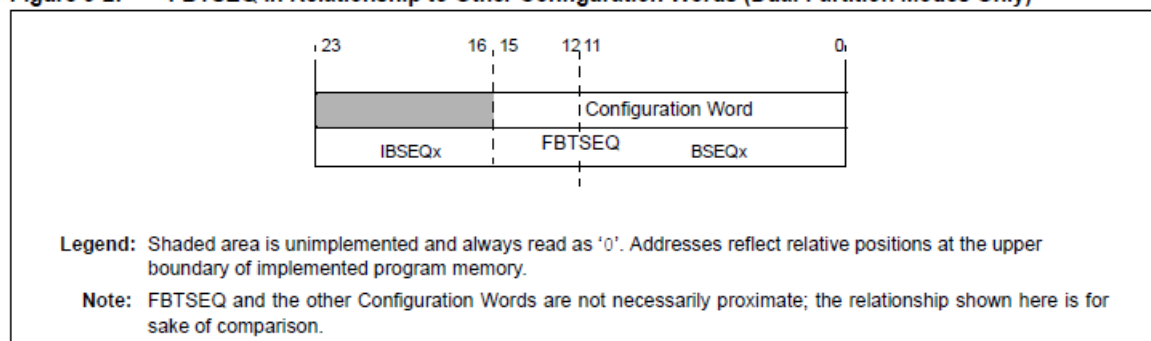 23 16 15 12 11 0
Configuration Word
FBTSEQ
IBSEQx BSEQx
Legend: Shaded area is unimplemented and always read as ‘0’. Addresses reflect relative positions at the upper
boundary of implemented program memory.
Note: FBTSEQ and the other Configuration Words are not necessarily proximate; the relationship shown here is for
sake of comparison.